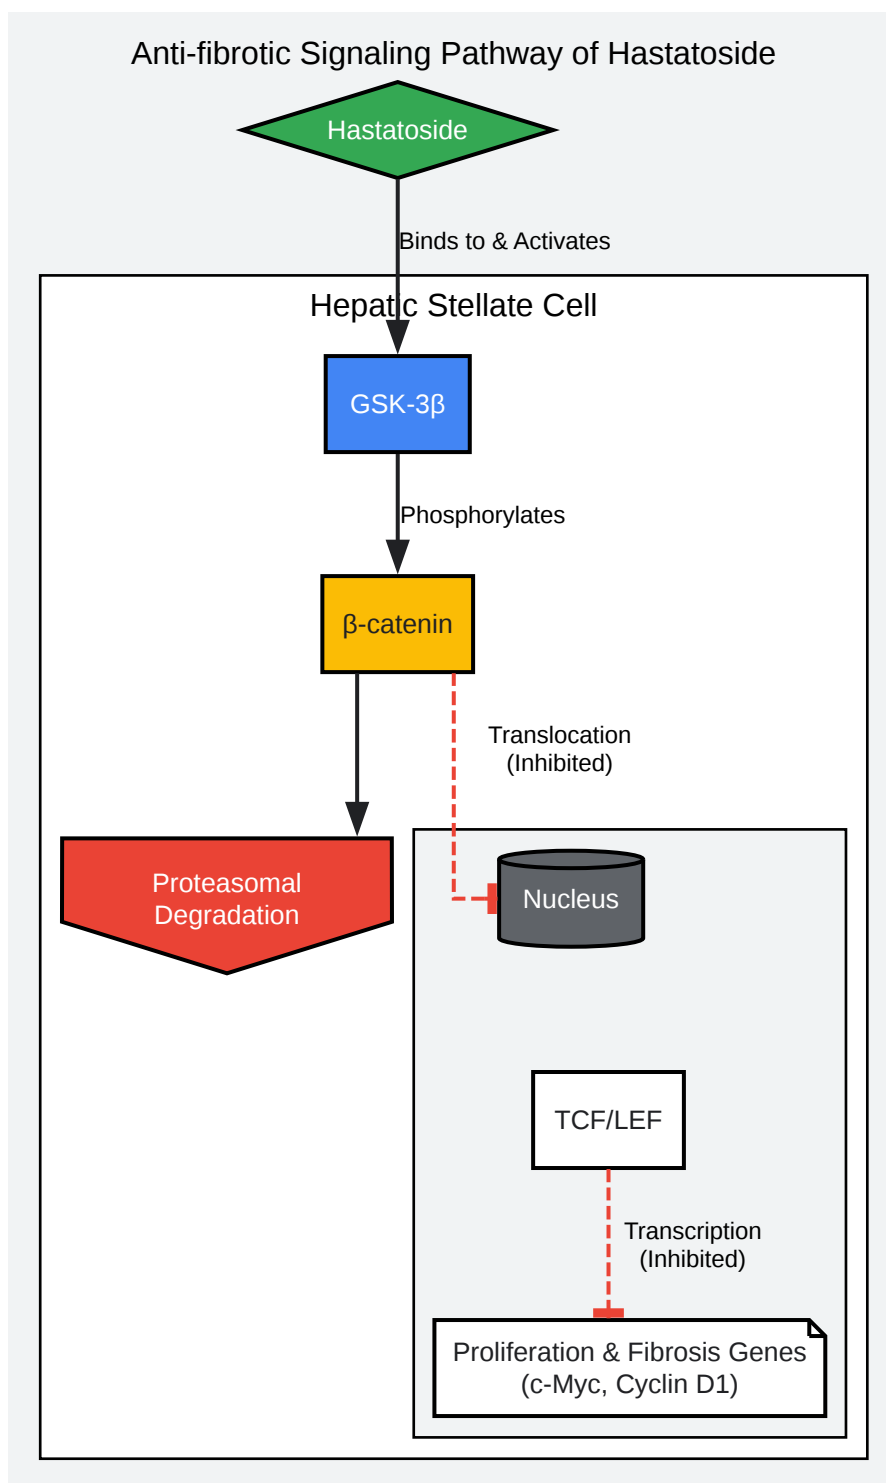 Anti-fibrotic Signaling Pathway of Hastatoside
Hastatoside
Binds to & Activates
Hepatic Stellate Cell
GSK-3β
Phosphorylates
β-catenin
Translocation
(Inhibited)
Proteasomal
Degradation
Nucleus
TCF/LEF
Transcription
(Inhibited)
Proliferation & Fibrosis Genes
(c-Myc, Cyclin D1)